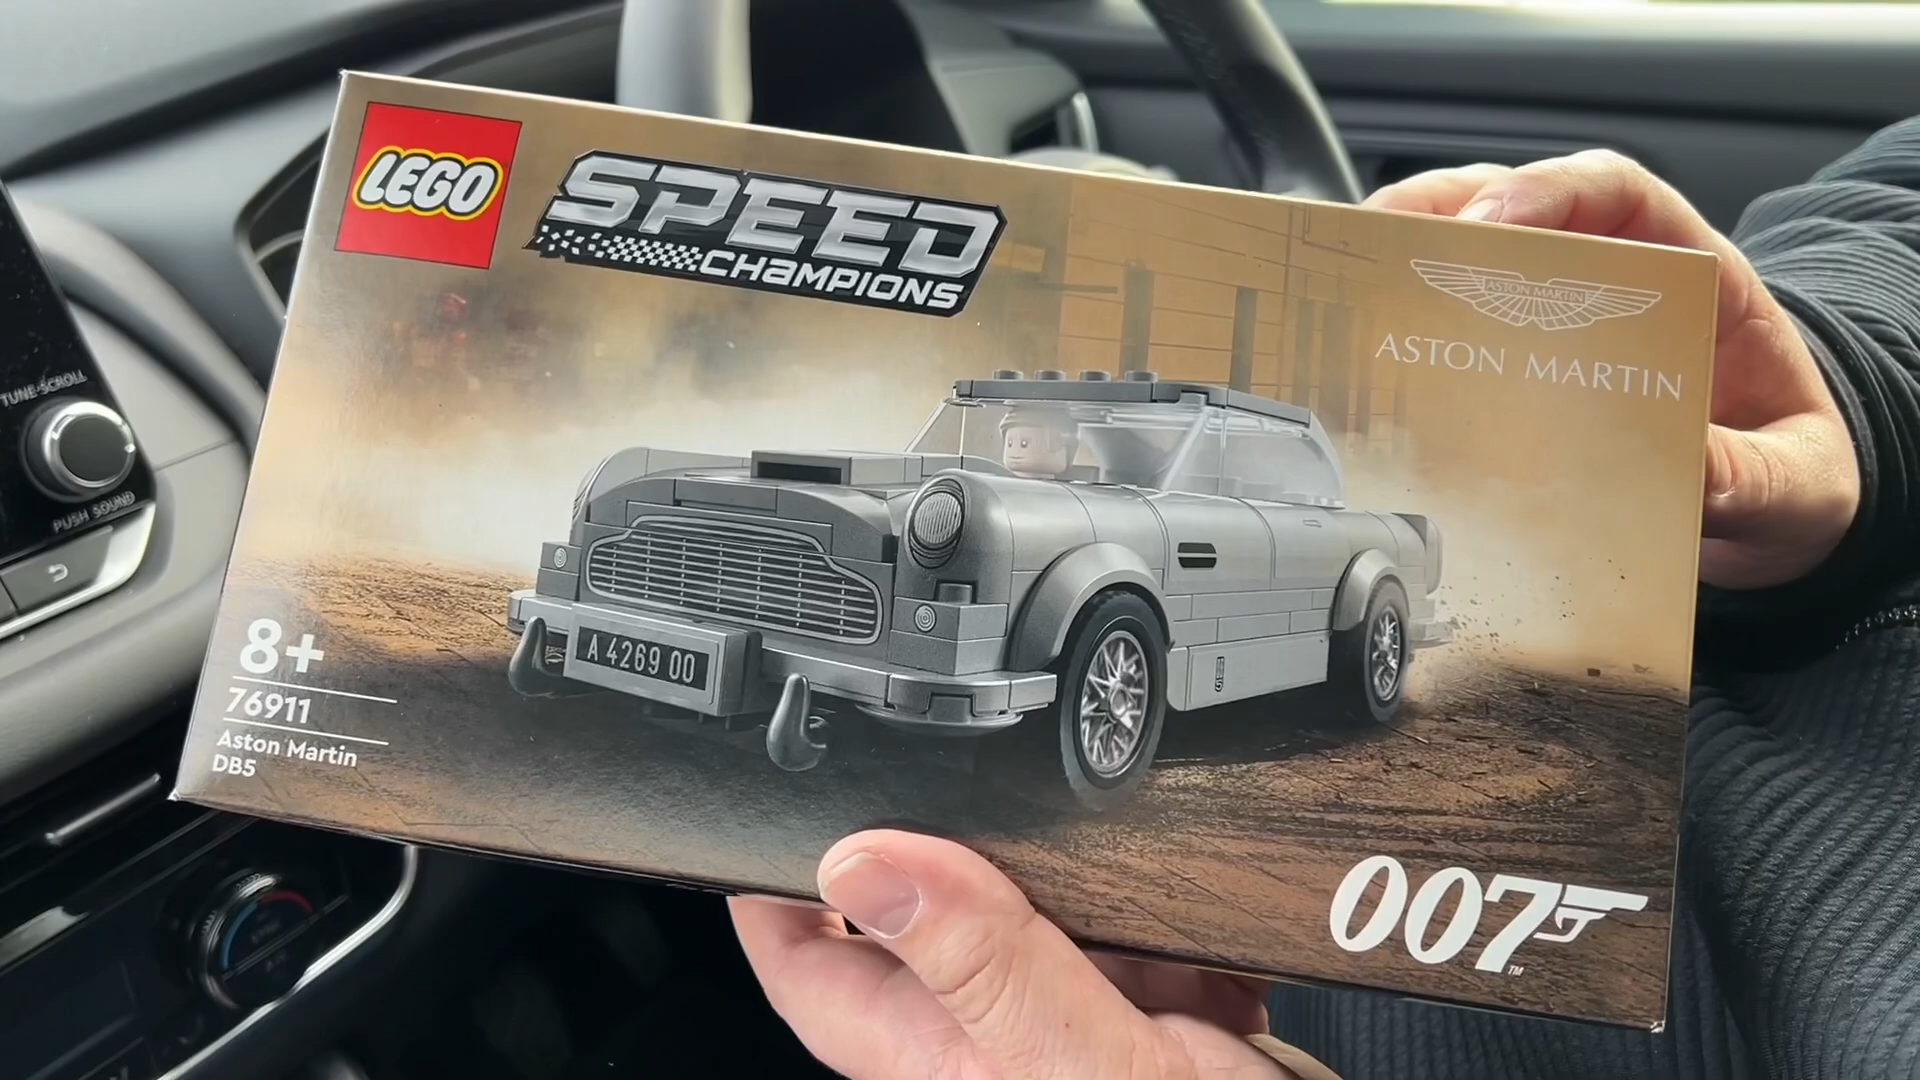 LEGO
SPEED
CHAMPIONS
ASTON MARTIN
ASTON MARTIN
TUNE·SCROLL
PUSH SOUND
A 4269 00
8+
76911
Aston Martin
DB5
007
TM